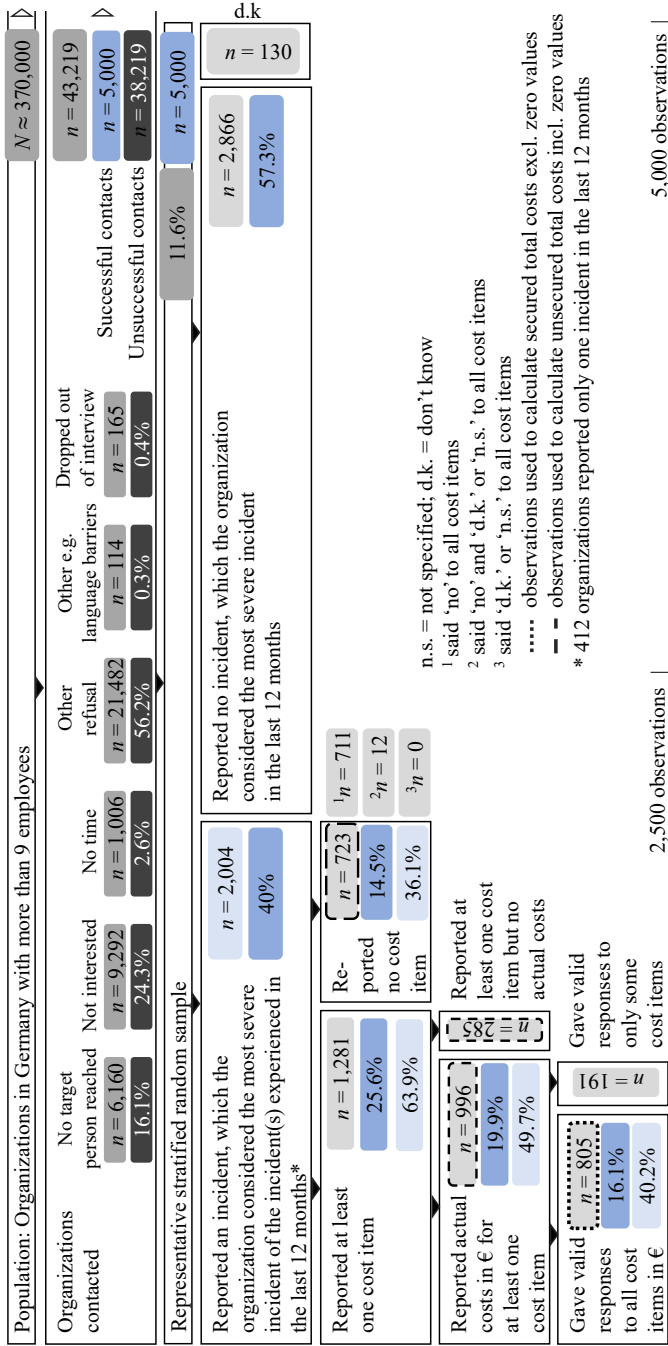 Population: Organizations in Germany with more than 9 employees
N ≈ 370,000
Organizations
contacted
No target
person reached
n = 6,160
16.1%
Not interested
n = 9,292
24.3%
No time
n = 1,006
2.6%
Other
refusal
n = 21,482
56.2%
Other e.g.
language barriers
n = 114
0.3%
Dropped out
of interview
n = 165
0.4%
n = 43,219
Successful contacts
n = 5,000
Unsuccessful contacts
n = 38,219
Representative stratified random sample
11.6%
n = 5,000
Reported an incident, which the
organization considered the most severe
incident of the incident(s) experienced in
the last 12 months*
n = 2,004
40%
Reported no incident, which the organization
considered the most severe incident
in the last 12 months
n = 2,866
57.3%
d.k
n = 130
Reported at least
one cost item
n = 1,281
25.6%
63.9%
Re-
ported
no cost
item
n = 723
14.5%
36.1%
¹n = 711
²n = 12
³n = 0
Reported actual
costs in € for
at least one
cost item
n = 996
19.9%
49.7%
n = 285
Reported at
least one cost
item but no
actual costs
Gave valid
responses
to all cost
items in €
n = 805
16.1%
40.2%
n = 191
Gave valid
responses to
only some
cost items
n.s. = not specified; d.k. = don't know
¹ said 'no' to all cost items
² said 'no' and 'd.k.' or 'n.s.' to all cost items
³ said 'd.k.' or 'n.s.' to all cost items
observations used to calculate secured total costs excl. zero values
observations used to calculate unsecured total costs incl. zero values
* 412 organizations reported only one incident in the last 12 months
2,500 observations
5,000 observations